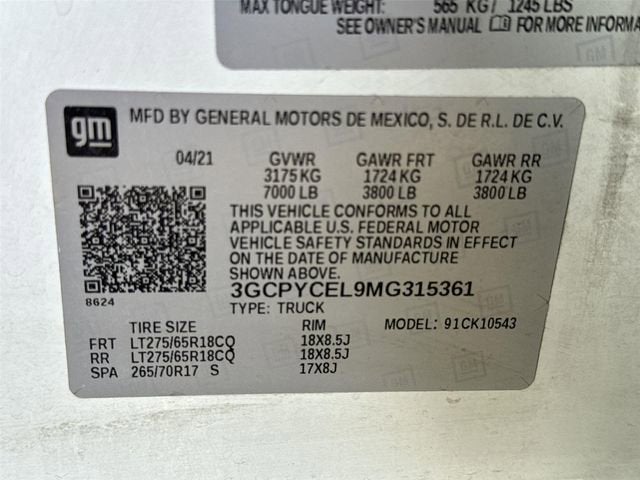 MAX TONGUE WEIGHT: 565 KG / 1245 LBS
SEE OWNER'S MANUAL FOR MORE INFORMA
gm MFD BY GENERAL MOTORS DE MEXICO, S. DE R.L. DE C.V.
04/21 GVWR GAWR FRT GAWR RR
3175 KG 1724 KG 1724 KG
7000 LB 3800 LB 3800 LB
THIS VEHICLE CONFORMS TO ALL
APPLICABLE U.S. FEDERAL MOTOR
VEHICLE SAFETY STANDARDS IN EFFECT
ON THE DATE OF MANUFACTURE
SHOWN ABOVE.
8624
3GCPYCEL9MG315361
TYPE: TRUCK
TIRE SIZE RIM MODEL: 91CK10543
FRT LT275/65R18CQ 18X8.5J
RR LT275/65R18CQ 18X8.5J
SPA 265/70R17 S 17X8J